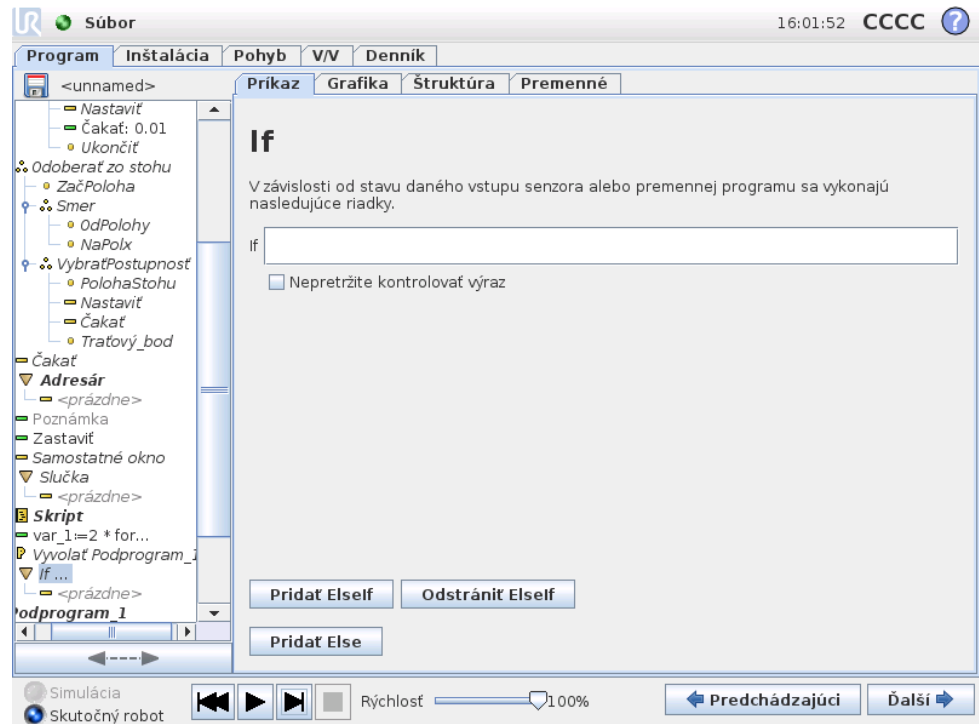 UR Súbor 16:01:52 CCCC ?
Program Inštalácia Pohyb V/V Denník
<unnamed> Príkaz Grafika Štruktúra Premenné
Nastaviť
Čakať: 0.01
Ukončiť
Odoberať zo stohu
ZačPoloha
Smer
OdPolohy
NaPolx
VybraťPostupnosť
PolohaStohu
Nastaviť
Čakať
Traťový_bod
Čakať
Adresár
<prázdne>
Poznámka
Zastaviť
Samostatné okno
Slučka
<prázdne>
Skript
var_1:=2 * for...
Vyvolať Podprogram_1
If ...
<prázdne>
Podprogram_1
If
V závislosti od stavu daného vstupu senzora alebo premennej programu sa vykonajú
nasledujúce riadky.
If
Nepretržite kontrolovať výraz
Pridať ElseIf Odstrániť ElseIf
Pridať Else
Simulácia
Skutočný robot
Rýchlosť 100%
Predchádzajúci Ďalší